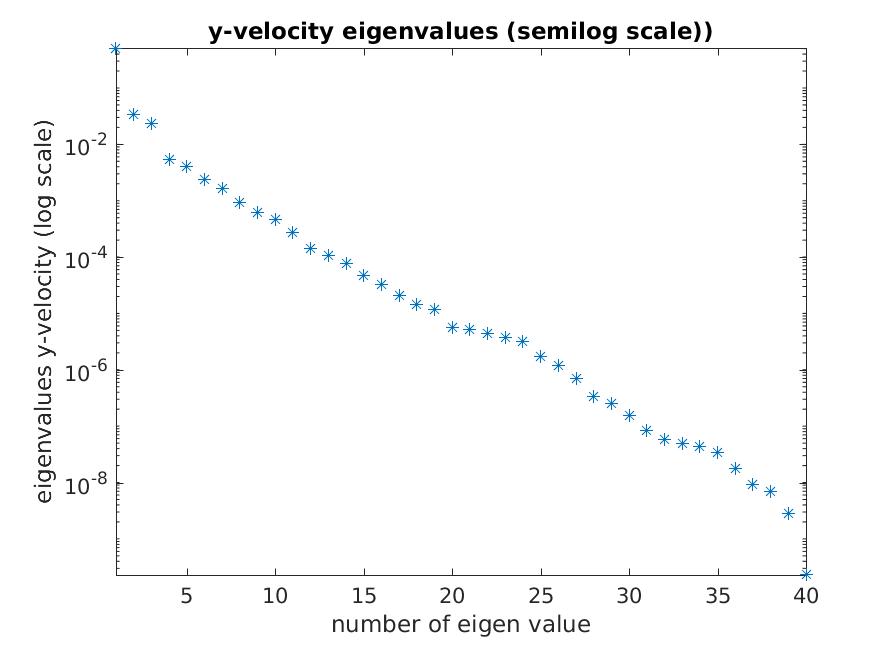 y-velocity eigenvalues (semilog scale))
eigenvalues y-velocity (log scale)
10-2
10-4
10-6
10-8
5 10 15 20 25 30 35 40
number of eigen value